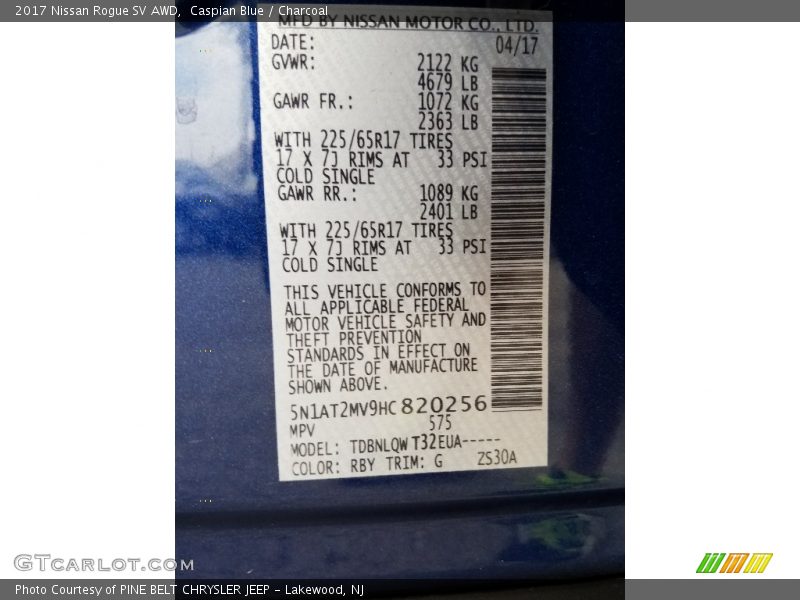 2017 Nissan Rogue SV AWD, Caspian Blue / Charcoal
MFD BY NISSAN MOTOR CO., LTD.
DATE: 04/17
GVWR: 2122 KG
4679 LB
GAWR FR.: 1072 KG
2363 LB
WITH 225/65R17 TIRES
17 X 7J RIMS AT 33 PSI
COLD SINGLE
GAWR RR.: 1089 KG
2401 LB
WITH 225/65R17 TIRES
17 X 7J RIMS AT 33 PSI
COLD SINGLE
THIS VEHICLE CONFORMS TO
ALL APPLICABLE FEDERAL
MOTOR VEHICLE SAFETY AND
THEFT PREVENTION
STANDARDS IN EFFECT ON
THE DATE OF MANUFACTURE
SHOWN ABOVE.
5N1AT2MV9HC820256
MPV 575
MODEL: TDBNLQW T32EUA-----
COLOR: RBY TRIM: G ZS30A
GTCARLOT.COM
Photo Courtesy of PINE BELT CHRYSLER JEEP - Lakewood, NJ